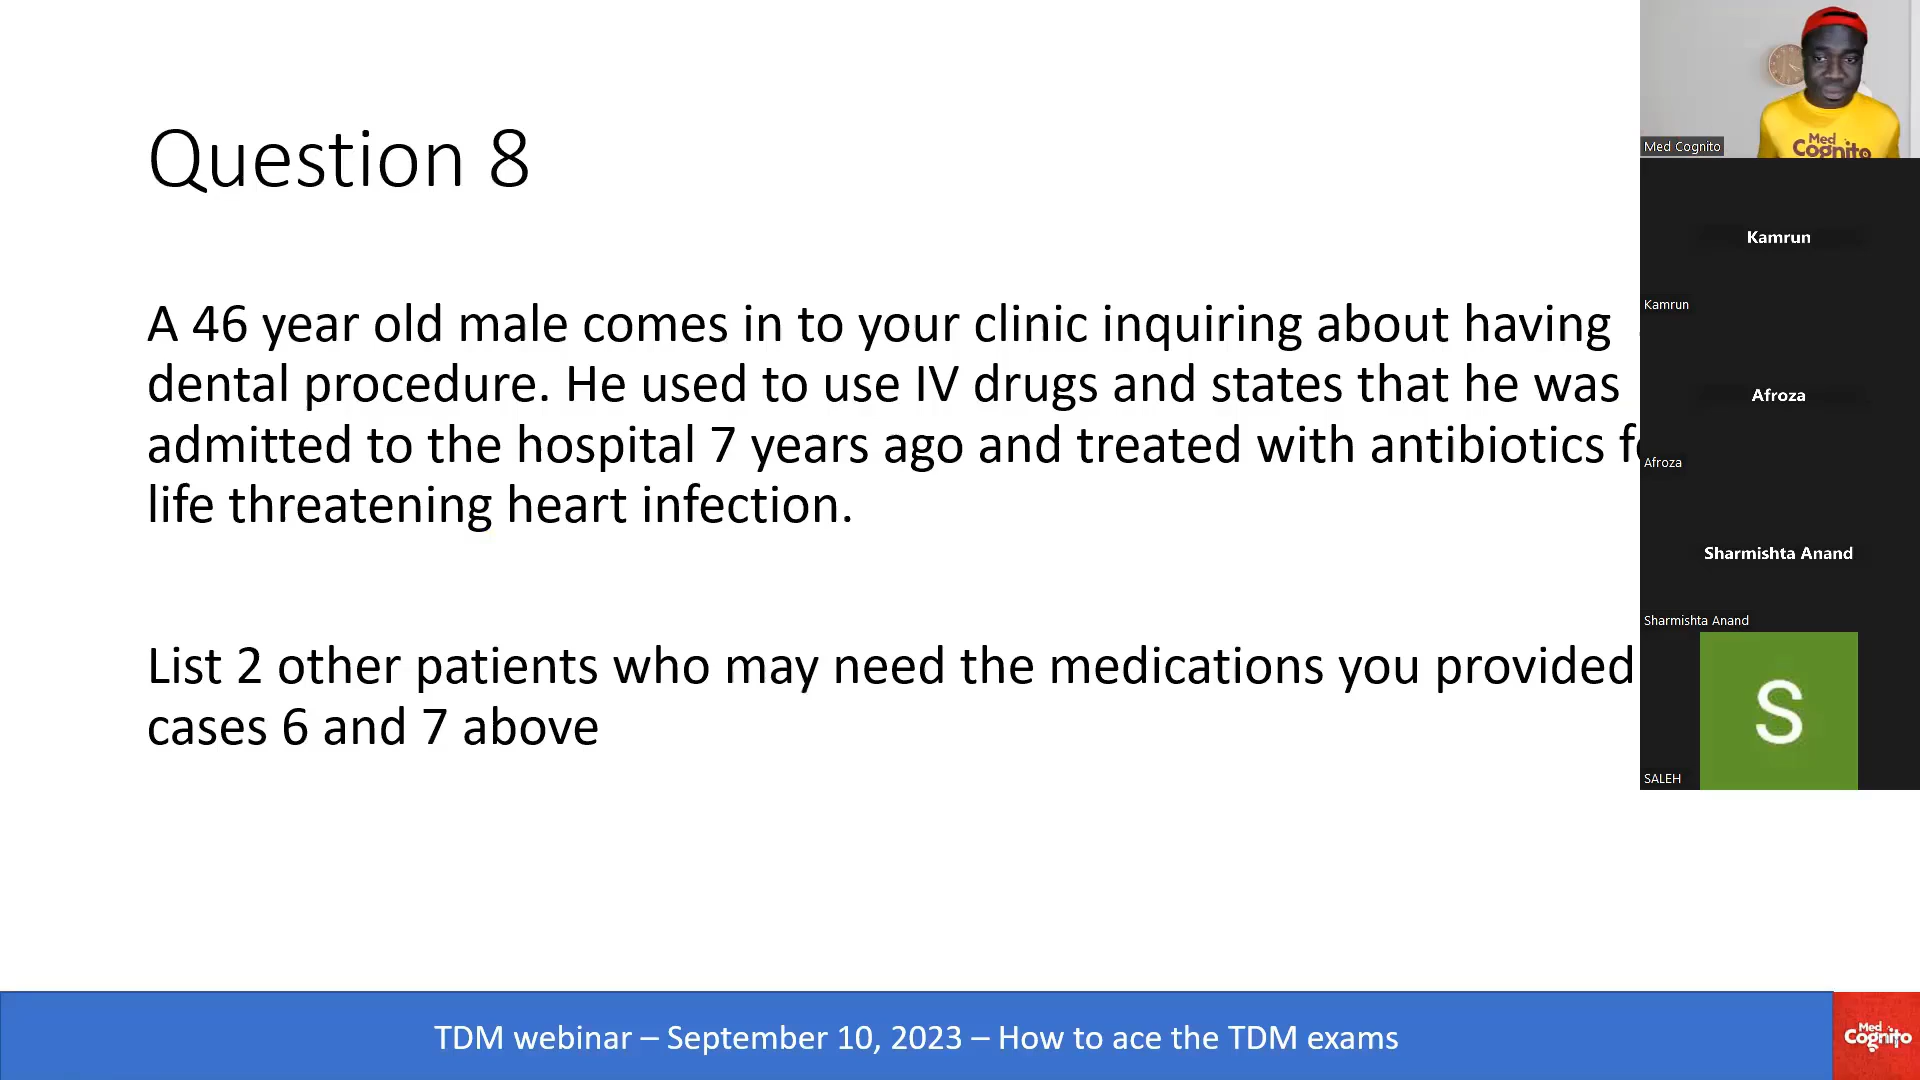 Question 8
A 46 year old male comes in to your clinic inquiring about having
dental procedure. He used to use IV drugs and states that he was
admitted to the hospital 7 years ago and treated with antibiotics
life threatening heart infection.
List 2 other patients who may need the medications you provided
cases 6 and 7 above
Med
Cognito
Med Cognito
Kamrun
Kamrun
Afroza
Afroza
Sharmishta Anand
Sharmishta Anand
S
SALEH
TDM webinar – September 10, 2023 – How to ace the TDM exams
Med
Cognito